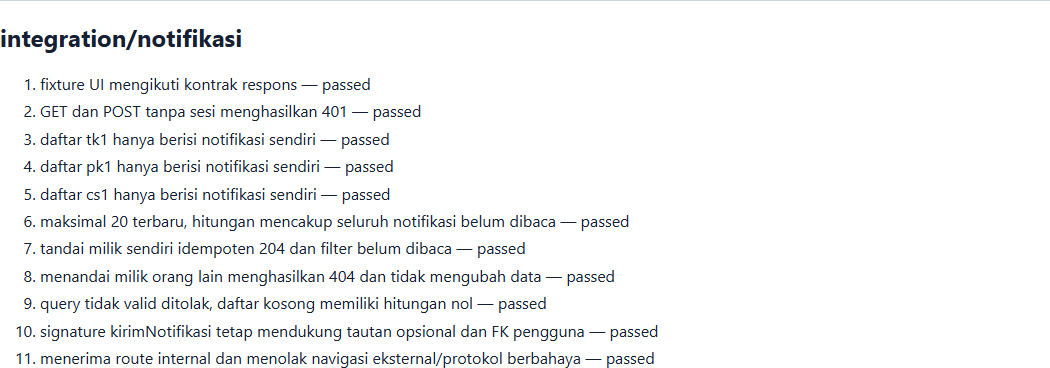 integration/notifikasi
1. fixture UI mengikuti kontrak respons — passed
2. GET dan POST tanpa sesi menghasilkan 401 — passed
3. daftar tk1 hanya berisi notifikasi sendiri — passed
4. daftar pk1 hanya berisi notifikasi sendiri — passed
5. daftar cs1 hanya berisi notifikasi sendiri — passed
6. maksimal 20 terbaru, hitungan mencakup seluruh notifikasi belum dibaca — passed
7. tandai milik sendiri idempoten 204 dan filter belum dibaca — passed
8. menandai milik orang lain menghasilkan 404 dan tidak mengubah data — passed
9. query tidak valid ditolak, daftar kosong memiliki hitungan nol — passed
10. signature kirimNotifikasi tetap mendukung tautan opsional dan FK pengguna — passed
11. menerima route internal dan menolak navigasi eksternal/protokol berbahaya — passed